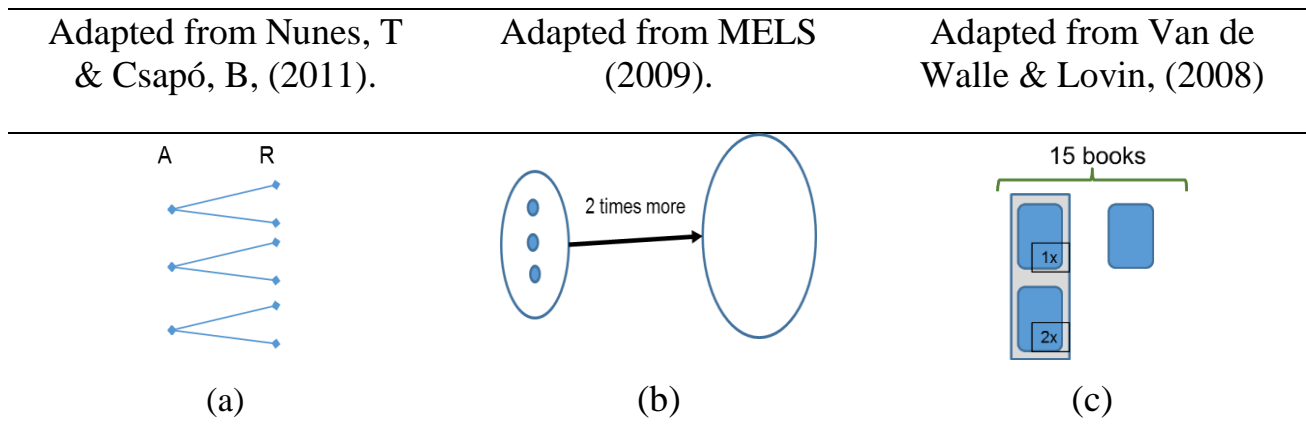 Adapted from Nunes, T
& Csapó, B, (2011).
Adapted from MELS
(2009).
Adapted from Van de
Walle & Lovin, (2008)
A R
2 times more
15 books
1x
2x
(a)
(b)
(c)